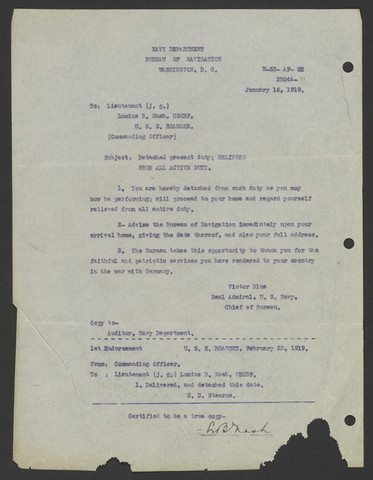 NAVY DEPARTMENT
BUREAU OF NAVIGATION
WASHINGTON, D. C.
January 16, 1919.
To: Lieutenant (j. g.)
Lucius B. Nash, USNRF,
U. S. S. ROANOKE,
(Commanding Officer)
Subject: Detached present duty; RELIEVED
FROM ALL ACTIVE DUTY.
1. You are hereby detached from such duty as you may
now be performing; will proceed to your home and regard yourself
relieved from all active duty.
2- Advise the Bureau of Navigation immediately upon your
arrival home, giving the date thereof, and also your full address.
3. The Bureau takes this opportunity to thank you for the
faithful and patriotic services you have rendered to your country
in the war with Germany.
Victor Blue
Real Admiral, U. S. Navy,
Chief of Bureau.
Copy to-
Auditor, Navy Department.
1st Endorsement U. S. S. ROANOKE, February 22, 1919.
From: Commanding Officer.
To : Lieutenant (j. g.) Lucius B. Nash, USNRF.
1. Delivered, and detached this date.
C. D. Stearns.
Certified to be a true copy-
L B Nash